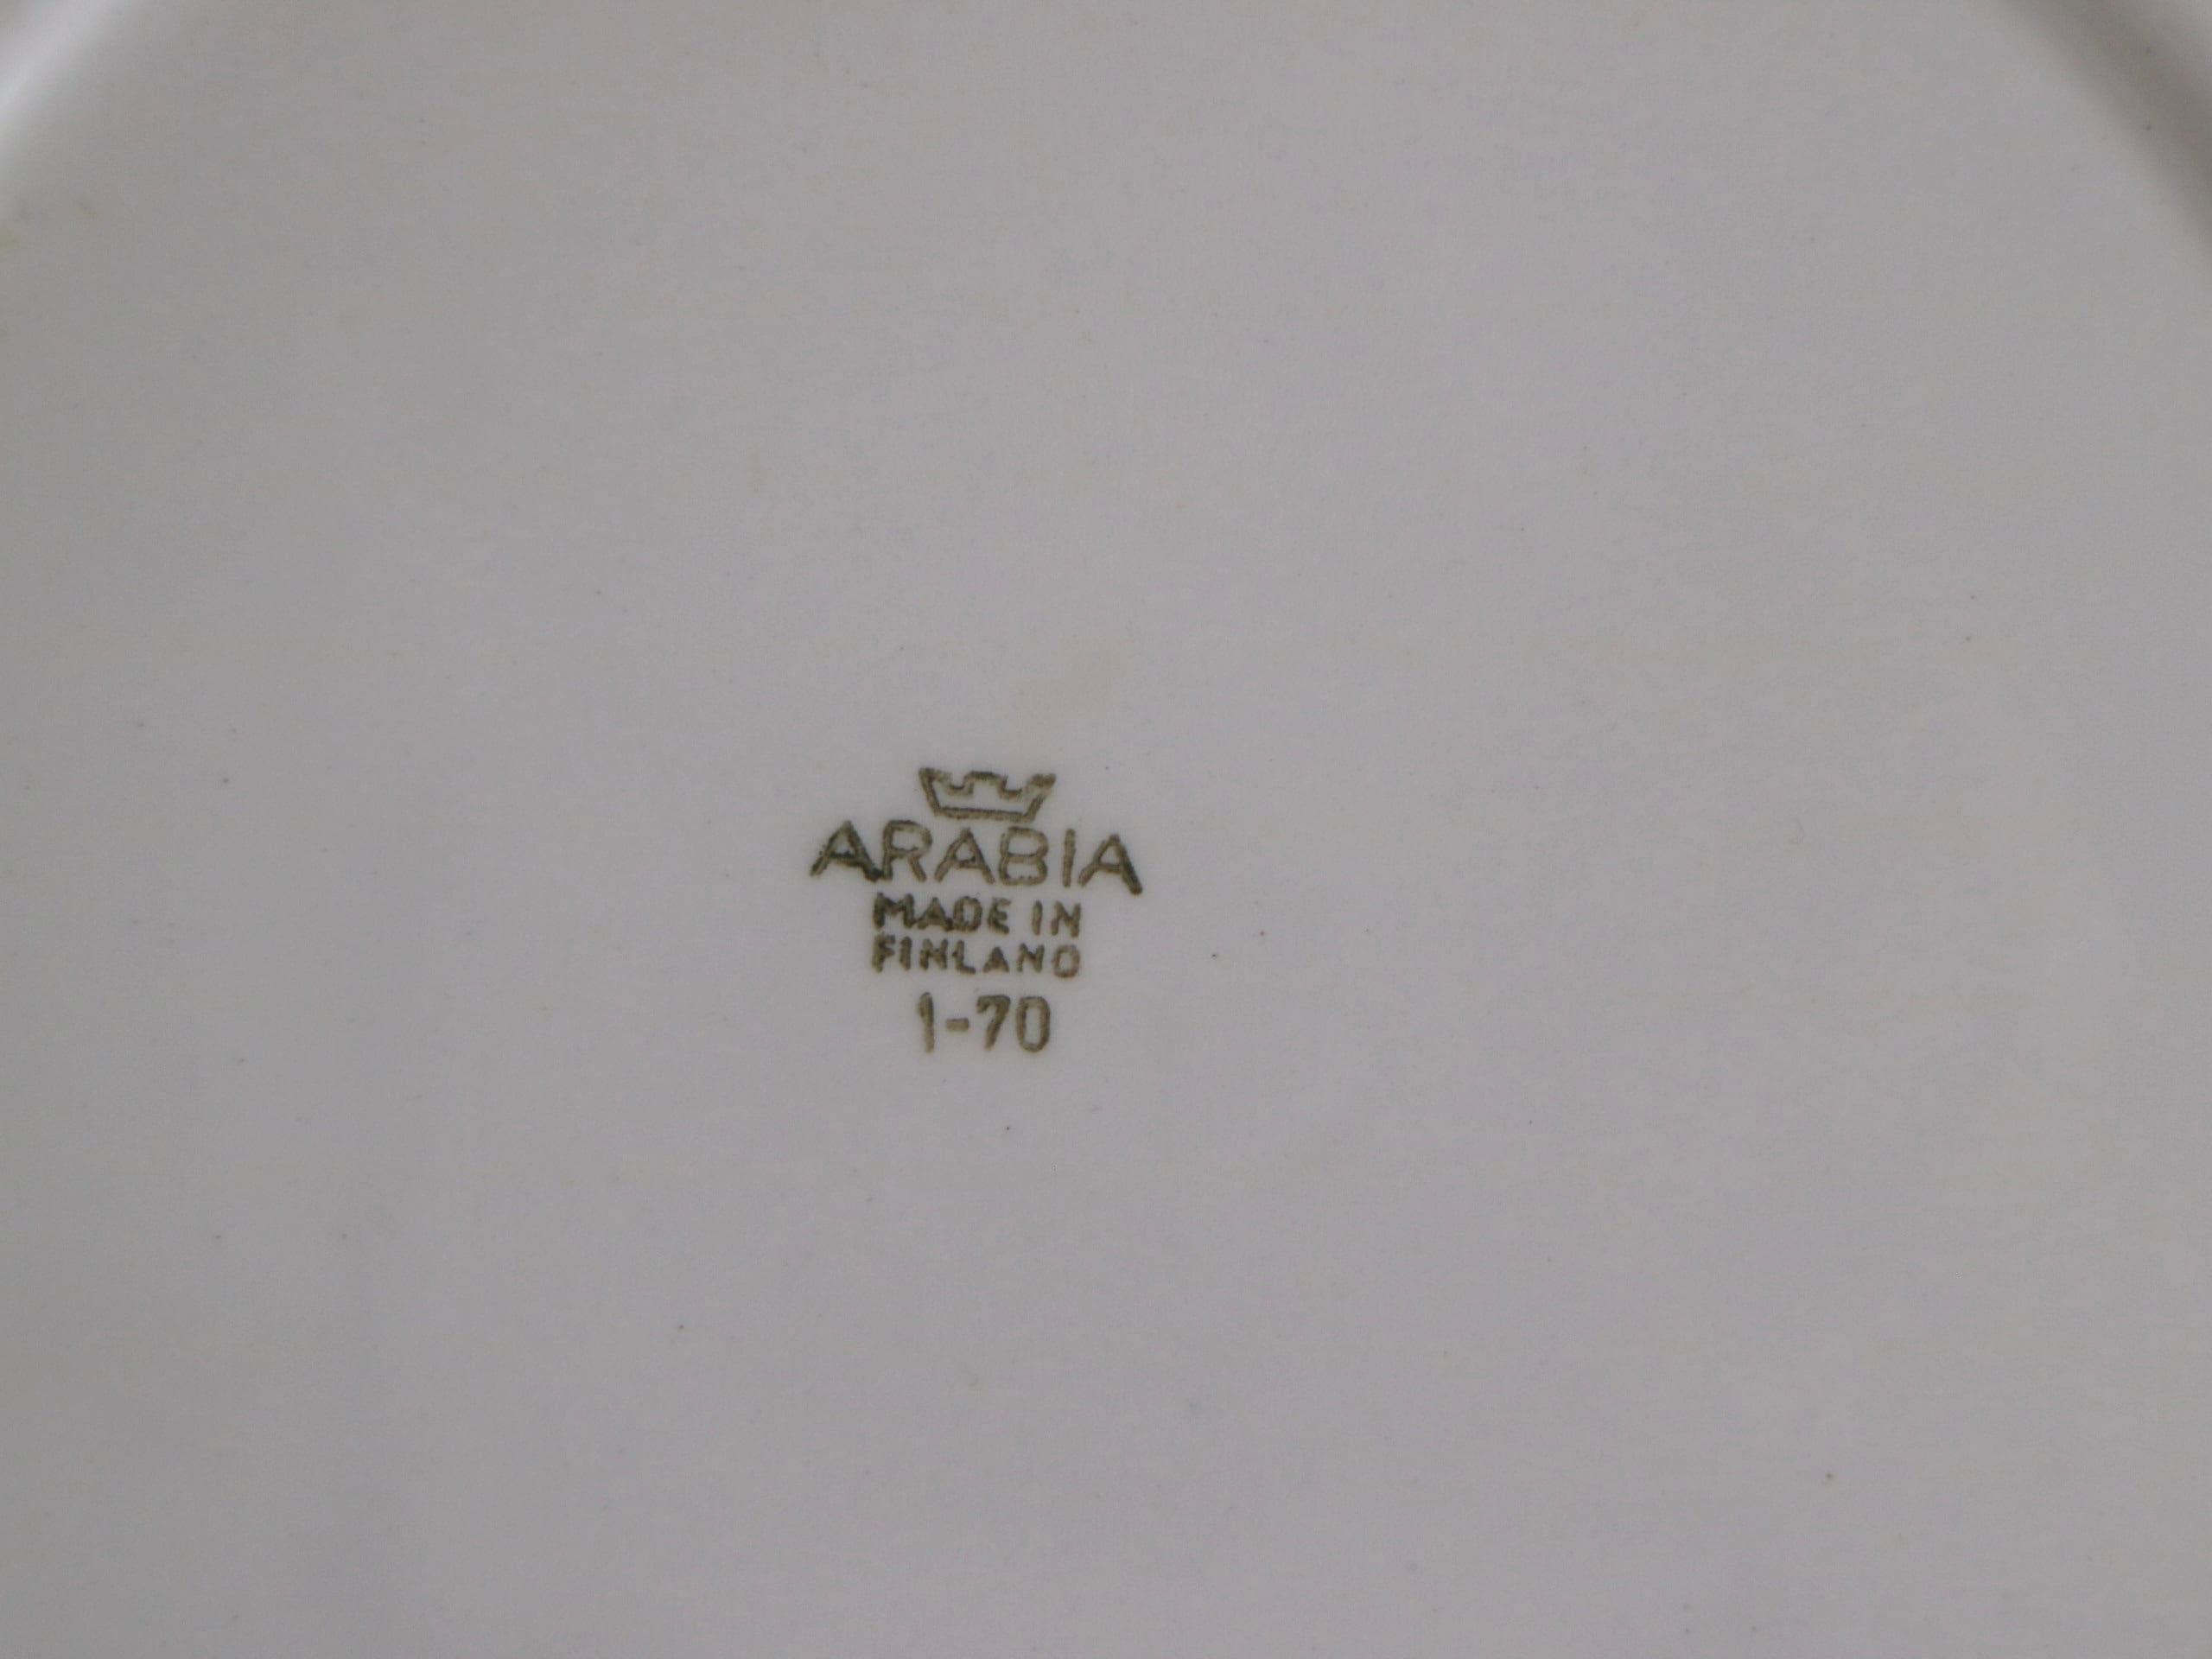 ARABIA
MADE IN
FINLAND
1-70